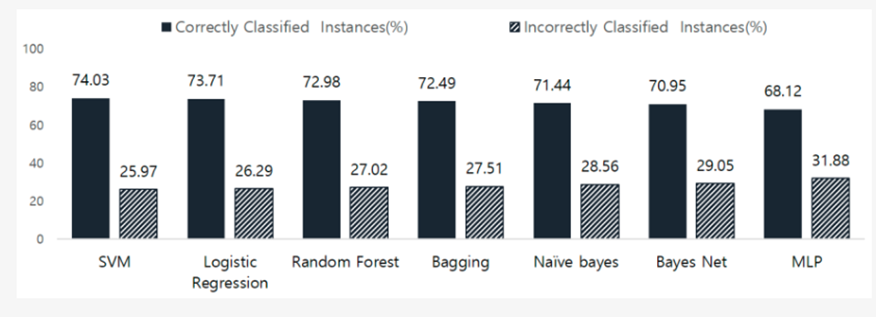 Correctly Classified Instances(%) Incorrectly Classified Instances(%)
100
80
60
40
20
0
74.03 25.97
73.71 26.29
72.98 27.02
72.49 27.51
71.44 28.56
70.95 29.05
68.12 31.88
SVM
Logistic
Regression
Random Forest
Bagging
Naïve bayes
Bayes Net
MLP